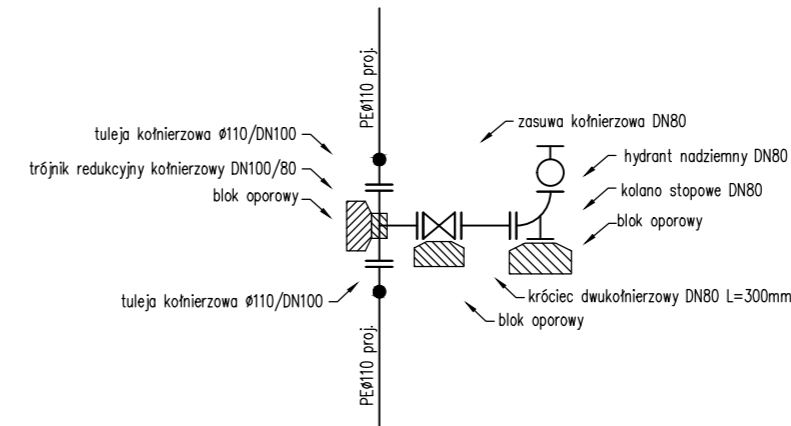 PEø110 proj.
tuleja kołnierzowa ø110/DN100
zasuwa kołnierzowa DN80
trójnik redukcyjny kołnierzowy DN100/80
hydrant nadziemny DN80
blok oporowy
kolano stopowe DN80
blok oporowy
tuleja kołnierzowa ø110/DN100
króciec dwukołnierzowy DN80 L=300mm
blok oporowy
PEø110 proj.